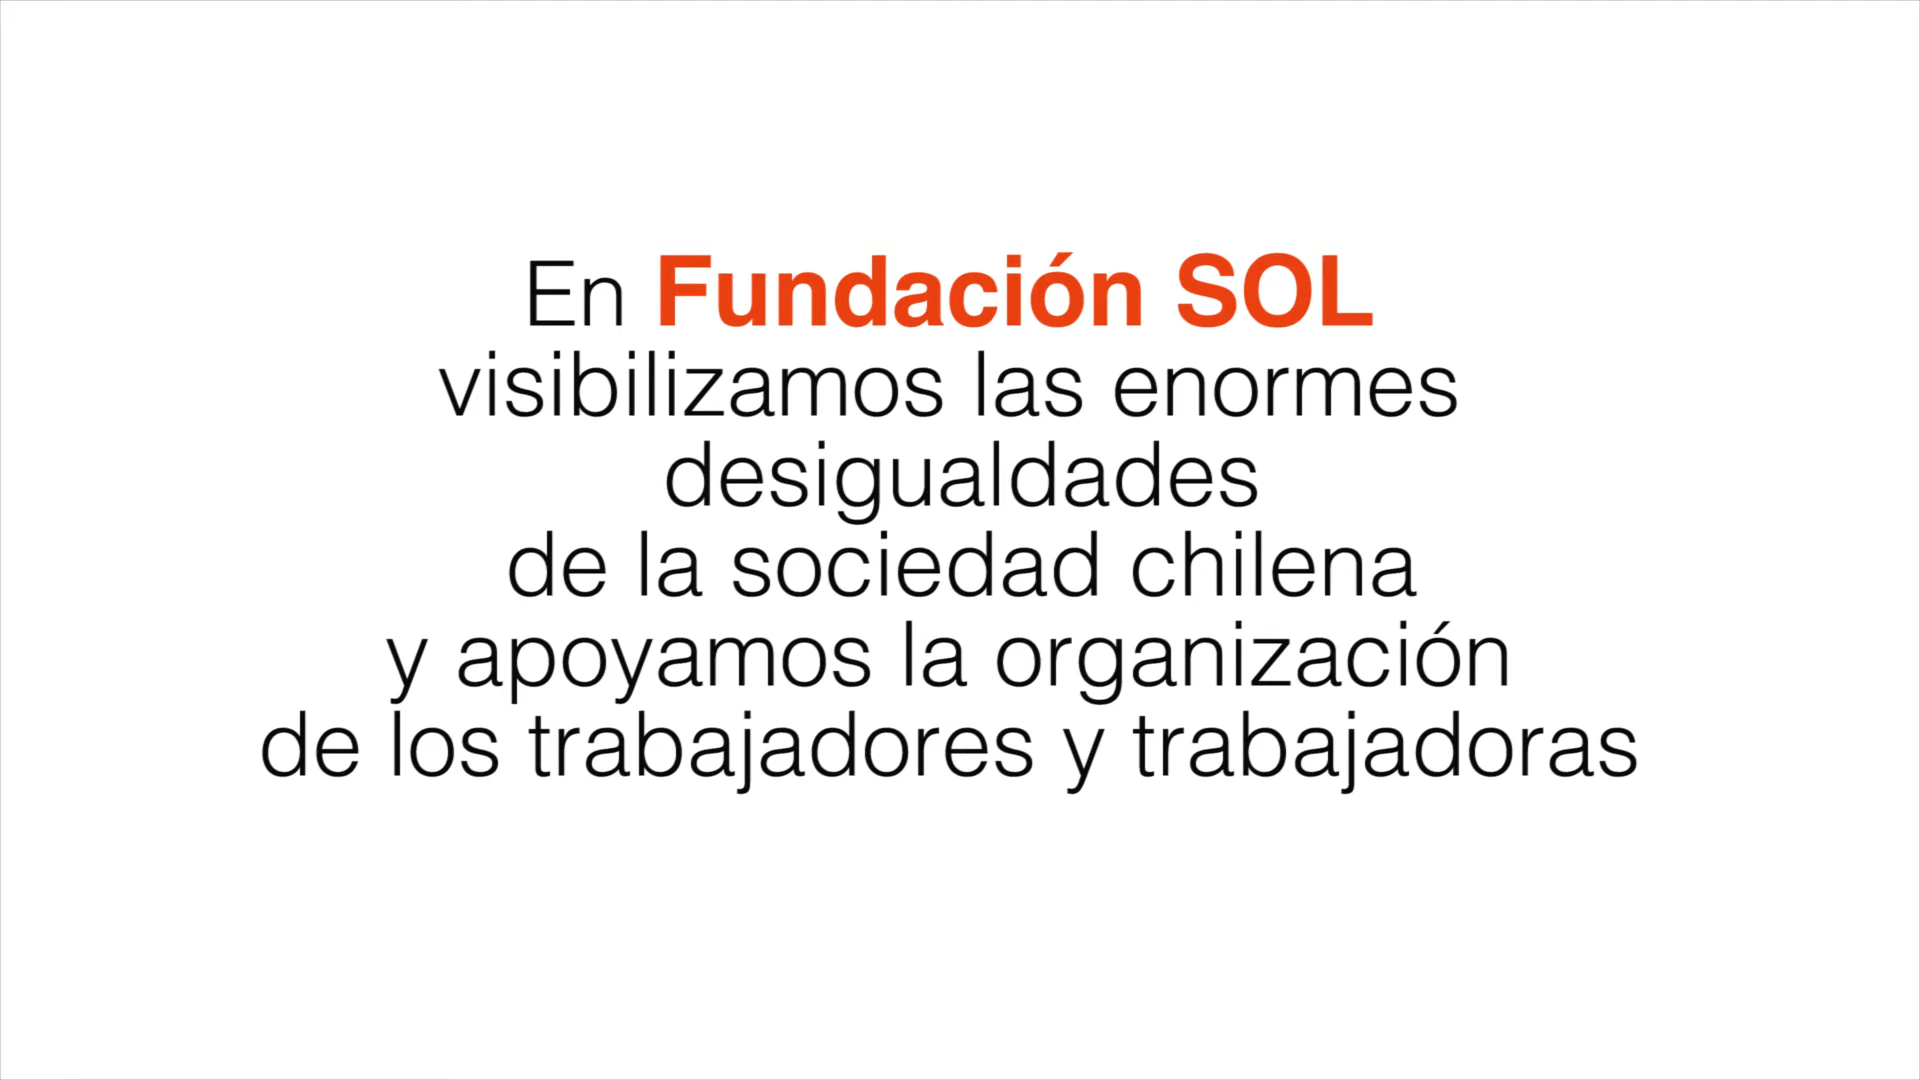 En Fundación SOL
visibilizamos las enormes
desigualdades
de la sociedad chilena
y apoyamos la organización
de los trabajadores y trabajadoras